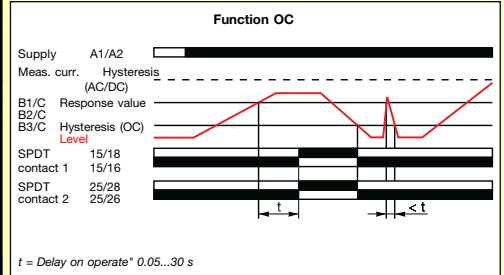 Function OC
Supply A1/A2
Meas. curr. Hysteresis
(AC/DC)
B1/C Response value
B2/C
B3/C Hysteresis (OC)
Level
SPDT 15/18
contact 1 15/16
SPDT 25/28
contact 2 25/26
t < t
t = Delay on operate" 0.05...30 s